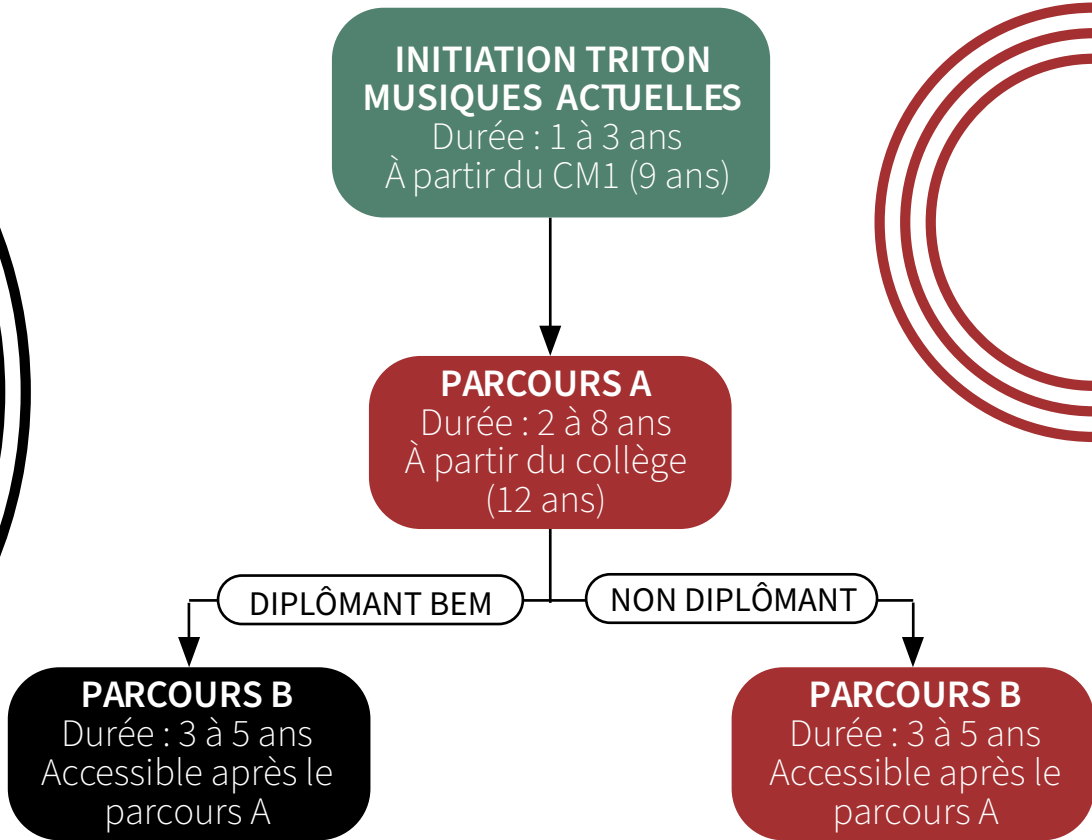 INITIATION TRITON
MUSIQUES ACTUELLES
Durée : 1 à 3 ans
À partir du CM1 (9 ans)
PARCOURS A
Durée : 2 à 8 ans
À partir du collège
(12 ans)
DIPLÔMANT BEM
NON DIPLÔMANT
PARCOURS B
Durée : 3 à 5 ans
Accessible après le
parcours A
PARCOURS B
Durée : 3 à 5 ans
Accessible après le
parcours A